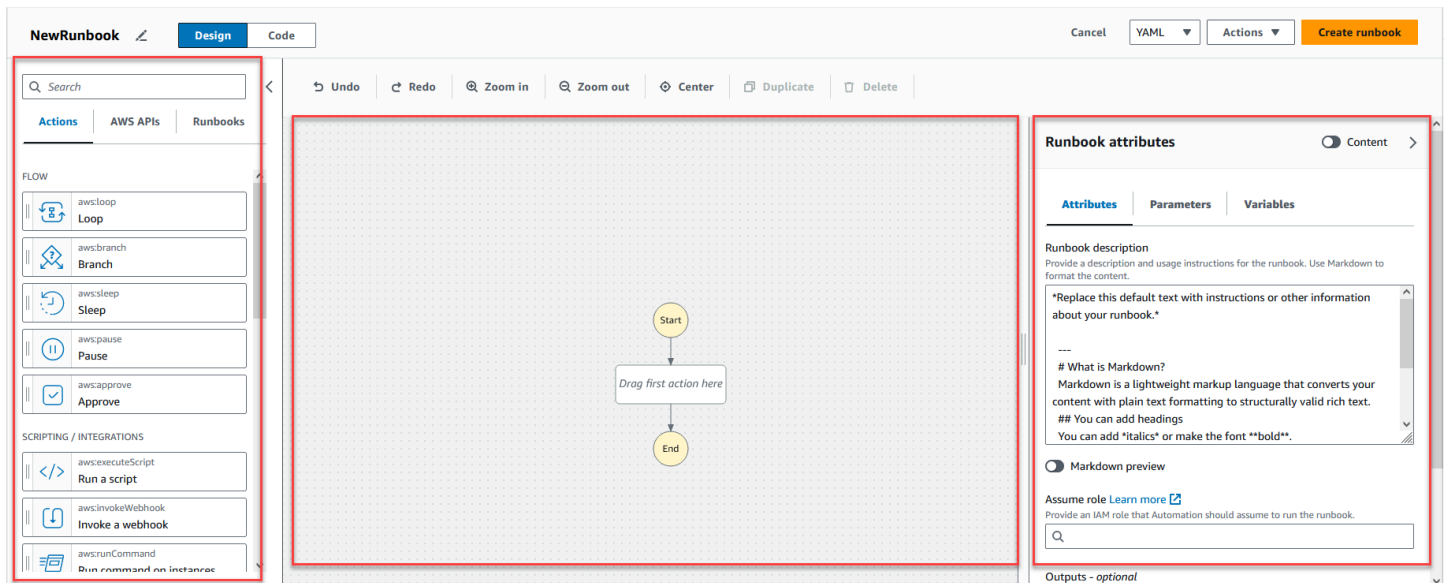 NewRunbook
Design
Code
Cancel
YAML
Actions
Create runbook
Search
Actions
AWS APIs
Runbooks
FLOW
aws:loop
Loop
aws:branch
Branch
aws:sleep
Sleep
aws:pause
Pause
aws:approve
Approve
SCRIPTING / INTEGRATIONS
aws:executeScript
Run a script
aws:invokeWebhook
Invoke a webhook
aws:runCommand
Run command on instances
Undo
Redo
Zoom in
Zoom out
Center
Duplicate
Delete
Start
Drag first action here
End
Runbook attributes
Content
Attributes
Parameters
Variables
Runbook description
Provide a description and usage instructions for the runbook. Use Markdown to
format the content.
*Replace this default text with instructions or other information
about your runbook.*
---
# What is Markdown?
Markdown is a lightweight markup language that converts your
content with plain text formatting to structurally valid rich text.
## You can add headings
You can add *italics* or make the font **bold**.
Markdown preview
Assume role Learn more
Provide an IAM role that Automation should assume to run the runbook.
Outputs - optional